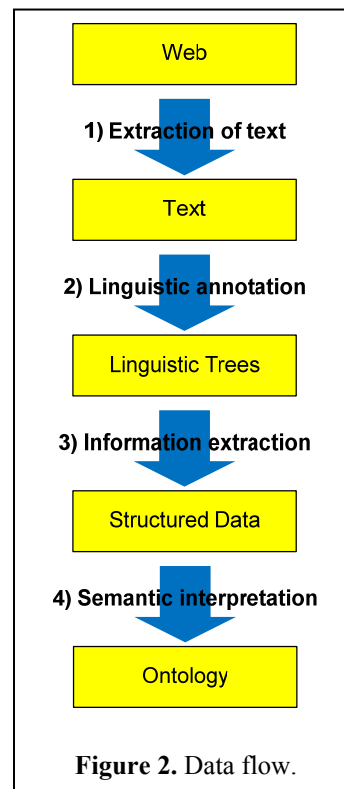 Web
1) Extraction of text
Text
2) Linguistic annotation
Linguistic Trees
3) Information extraction
Structured Data
4) Semantic interpretation
Ontology
Figure 2. Data flow.